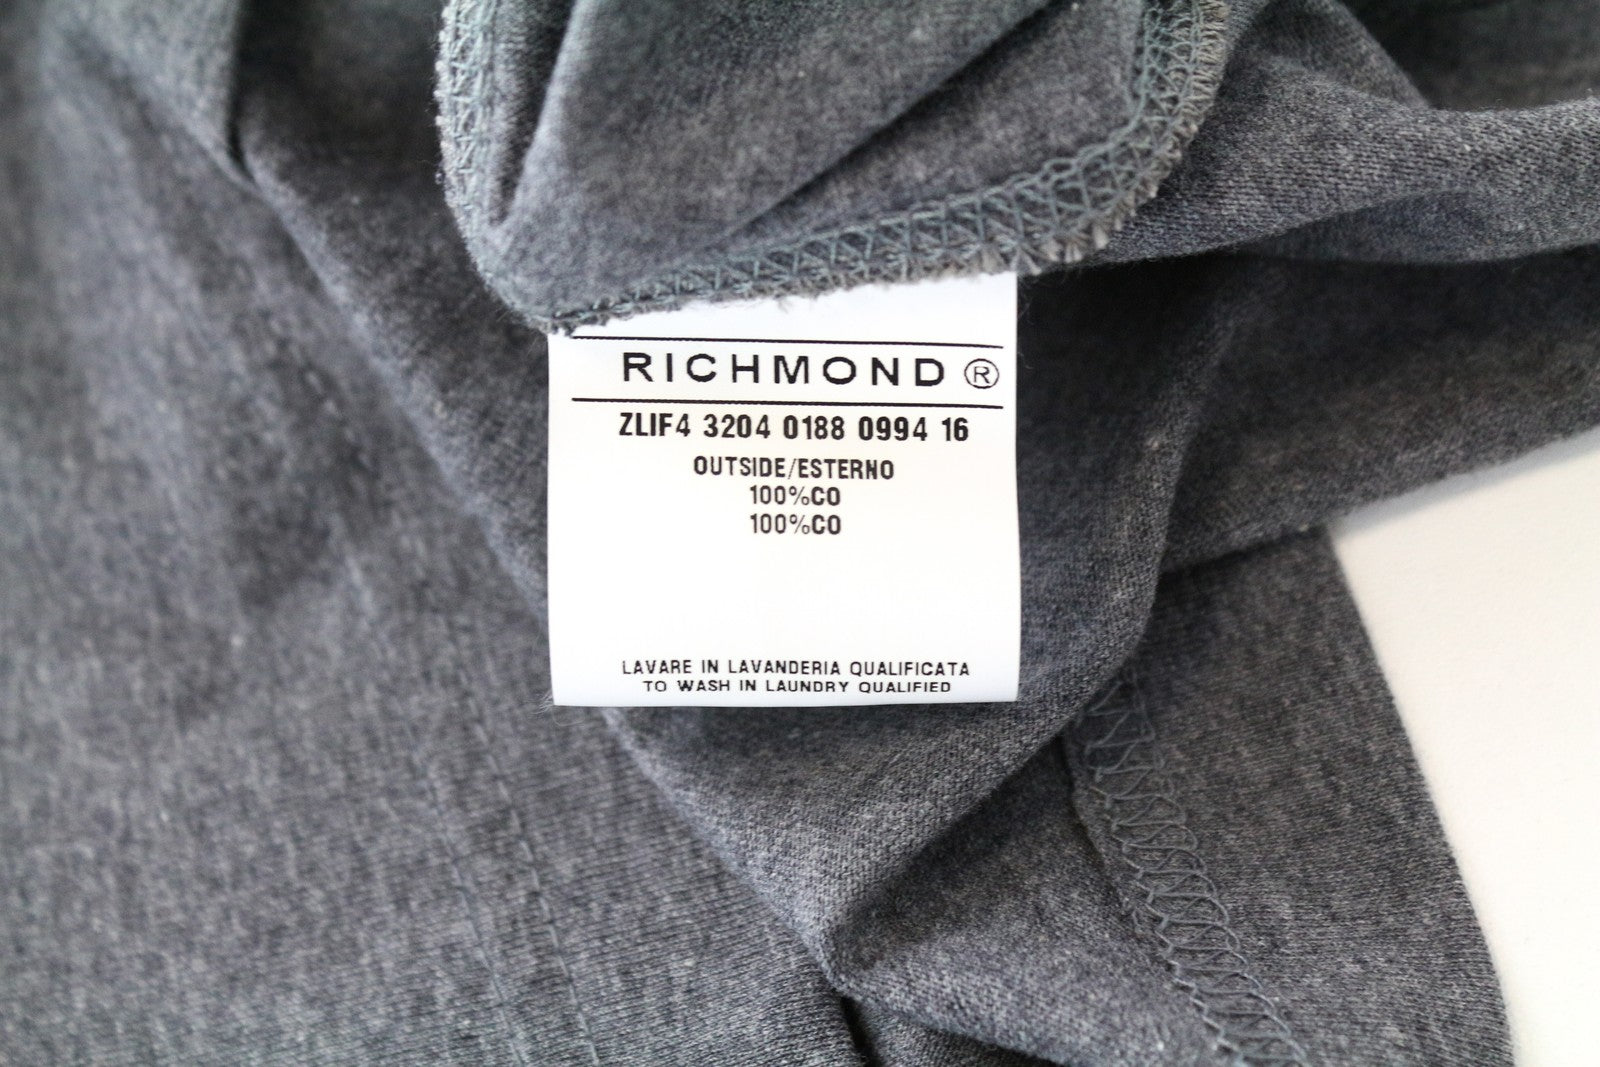 RICHMOND ®
ZLIF4 3204 0188 0994 16
OUTSIDE/ESTERNO
100%CO
100%CO
LAVARE IN LAVANDERIA QUALIFICATA
TO WASH IN LAUNDRY QUALIFIED